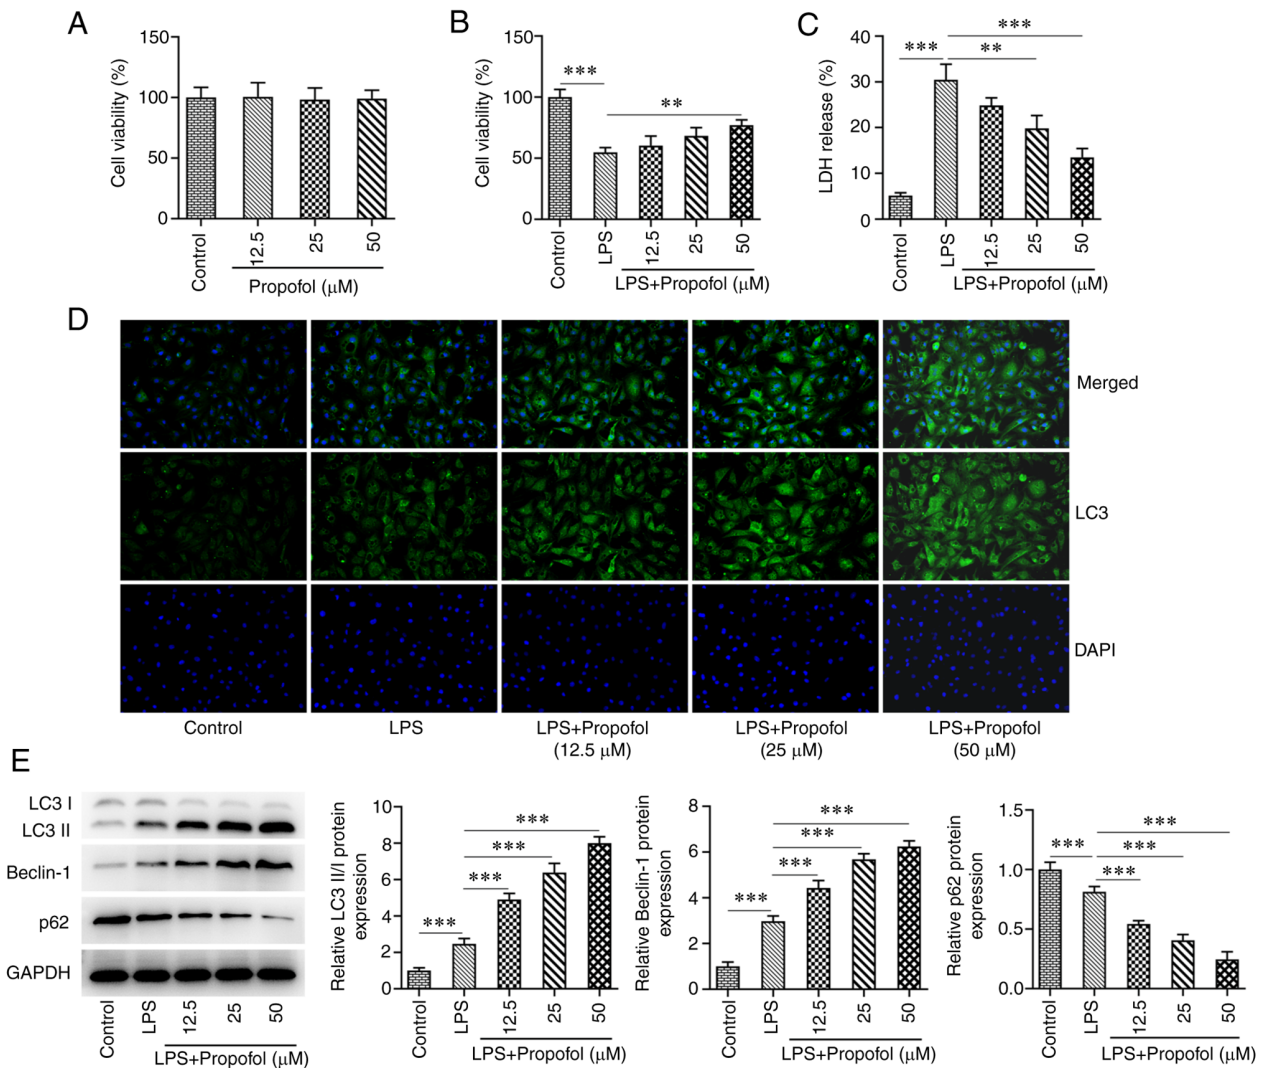 A
Cell viability (%)
150
100
50
0
Control
12.5
25
50
Propofol (μM)
B
Cell viability (%)
150
100
50
0
***
**
Control
LPS
12.5
25
50
LPS+Propofol (μM)
C
LDH release (%)
40
30
20
10
0
***
***
**
Control
LPS
12.5
25
50
LPS+Propofol (μM)
D
Merged
LC3
DAPI
Control
LPS
LPS+Propofol
(12.5 μM)
LPS+Propofol
(25 μM)
LPS+Propofol
(50 μM)
E
LC3 I
LC3 II
Beclin-1
p62
GAPDH
Control
LPS
12.5
25
50
LPS+Propofol (μM)
Relative LC3 II/I protein
expression
10
8
6
4
2
0
***
***
***
***
Control
LPS
12.5
25
50
LPS+Propofol (μM)
Relative Beclin-1 protein
expression
8
6
4
2
0
***
***
***
***
Control
LPS
12.5
25
50
LPS+Propofol (μM)
Relative p62 protein
expression
1.5
1.0
0.5
0.0
***
***
***
***
Control
LPS
12.5
25
50
LPS+Propofol (μM)